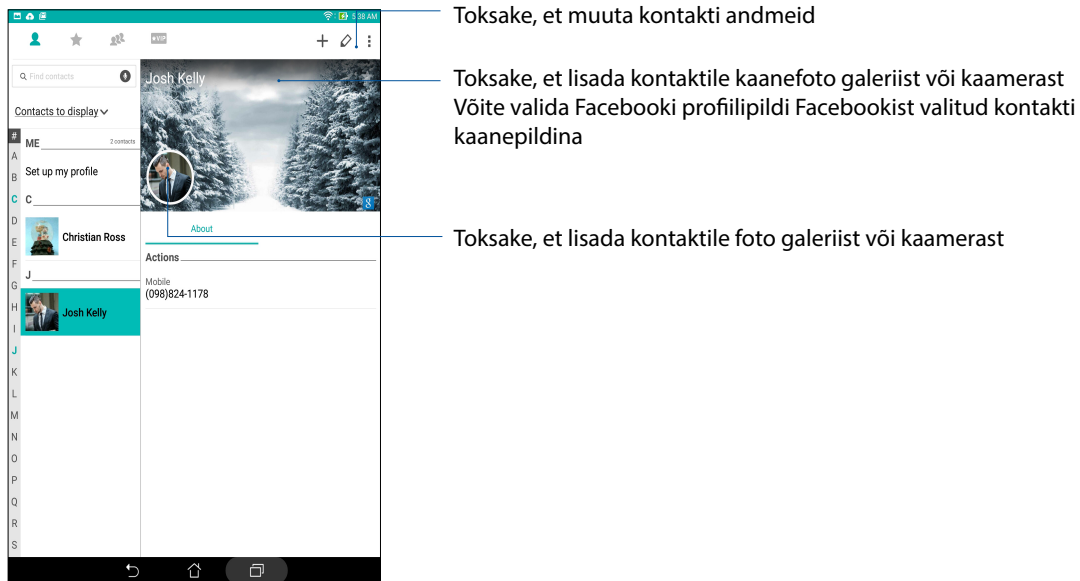 5:38 AM
Toksake, et muuta kontakti andmeid
VIP
Find contacts
Josh Kelly
Toksake, et lisada kontaktile kaanefoto galeriist või kaamerast
Võite valida Facebooki profiilipildi Facebookist valitud kontakti
kaanepildina
Contacts to display
#
ME 2 contacts
A
Set up my profile
B
C C
8
D
About
Toksake, et lisada kontaktile foto galeriist või kaamerast
Christian Ross
E
Actions
F
J
G
Mobile
(098)824-1178
H
Josh Kelly
I
J
K
L
M
N
O
P
Q
R
S